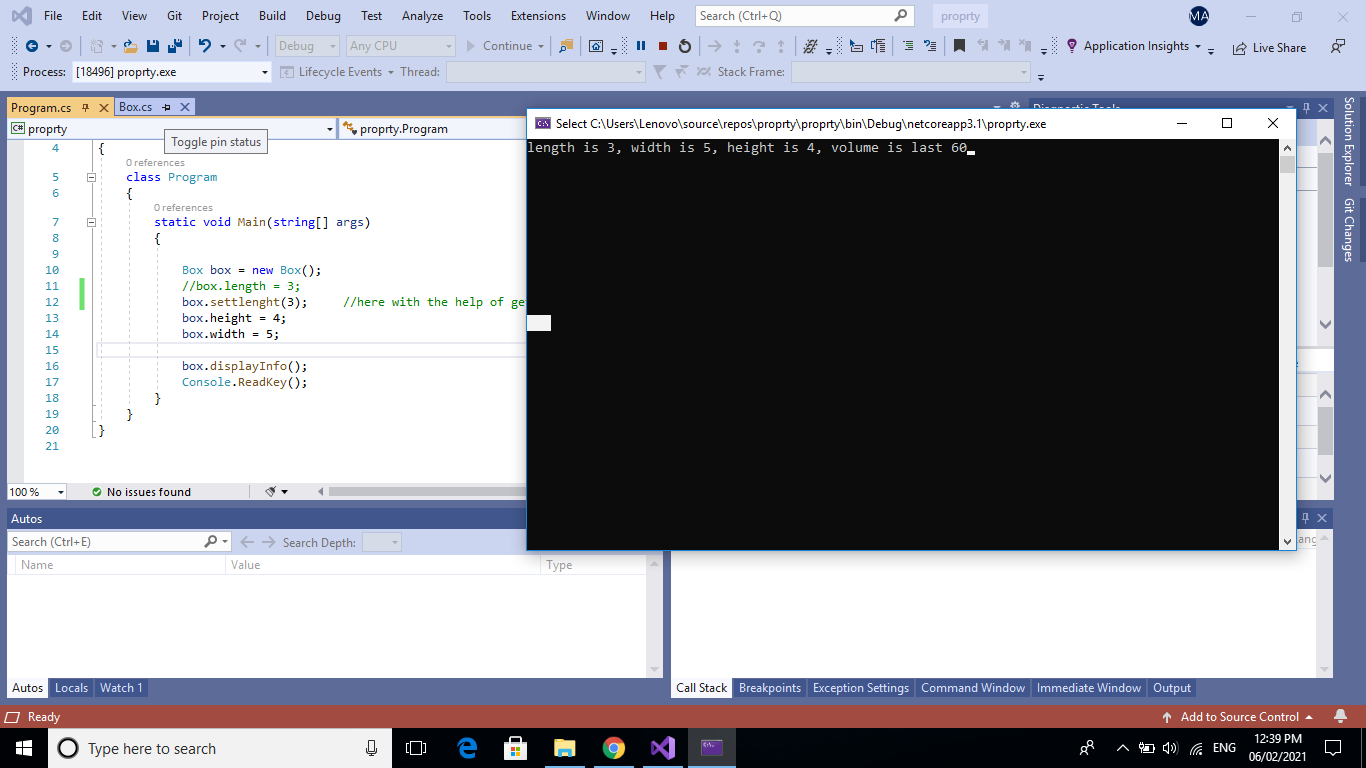 File Edit View Git Project Build Debug Test Analyze Tools Extensions Window Help Search (Ctrl+Q) proprty MA
Debug Any CPU Continue Application Insights Live Share
Process: [18496] proprty.exe Lifecycle Events Thread: Stack Frame:
Program.cs Box.cs Diagnostic Tools
C# proprty proprty.Program
Toggle pin status
Select C:\Users\Lenovo\source\repos\proprty\proprty\bin\Debug\netcoreapp3.1\proprty.exe
length is 3, width is 5, height is 4, volume is last 60
Solution Explorer
Git Changes
4 {
0 references
5 class Program
6 {
0 references
7 static void Main(string[] args)
8 {
9
10 Box box = new Box();
11 //box.length = 3;
12 box.settlenght(3); //here with the help of ge
13 box.height = 4;
14 box.width = 5;
15
16 box.displayInfo();
17 Console.ReadKey();
18 }
19 }
20 }
21
100 % No issues found
Autos
Search (Ctrl+E) Search Depth:
Name Value Type
Autos Locals Watch 1
Call Stack Breakpoints Exception Settings Command Window Immediate Window Output
Ready Add to Source Control
Type here to search ENG 12:39 PM
06/02/2021